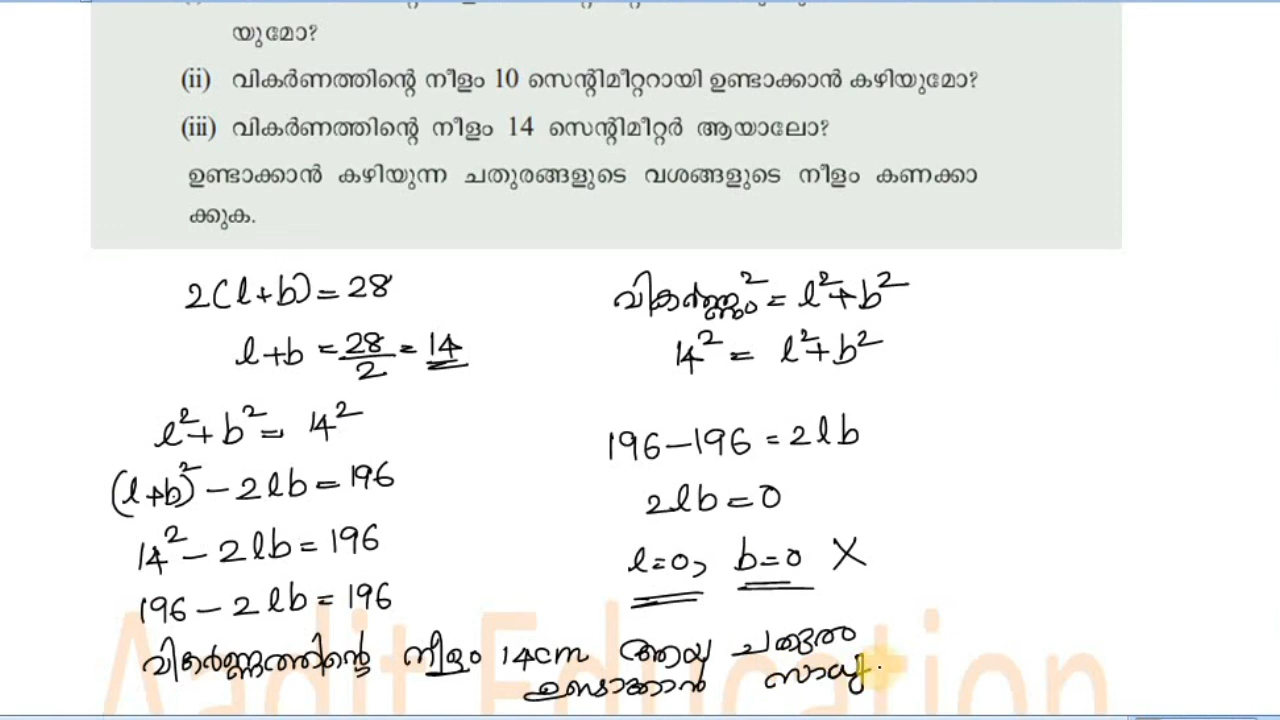 യുമോ?
(ii) വികർണത്തിന്റെ നീളം 10 സെന്റിമീറ്ററായി ഉണ്ടാക്കാൻ കഴിയുമോ?
(iii) വികർണത്തിന്റെ നീളം 14 സെന്റിമീറ്റർ ആയാലോ?
ഉണ്ടാക്കാൻ കഴിയുന്ന ചതുരങ്ങളുടെ വശങ്ങളുടെ നീളം കണക്കാ
ക്കുക.
2(l+b)=28
l+b = 28/2 = 14
l²+b² = 14²
(l+b)² - 2lb = 196
14² - 2lb = 196
196 - 2lb = 196
വികർണ്ണം² = l²+b²
14² = l²+b²
196-196 = 2lb
2lb = 0
l=0, b=0 X
വികർണ്ണത്തിന്റെ നീളം 14cm ആയ
ഉണ്ടാക്കാൻ
Aadit Education